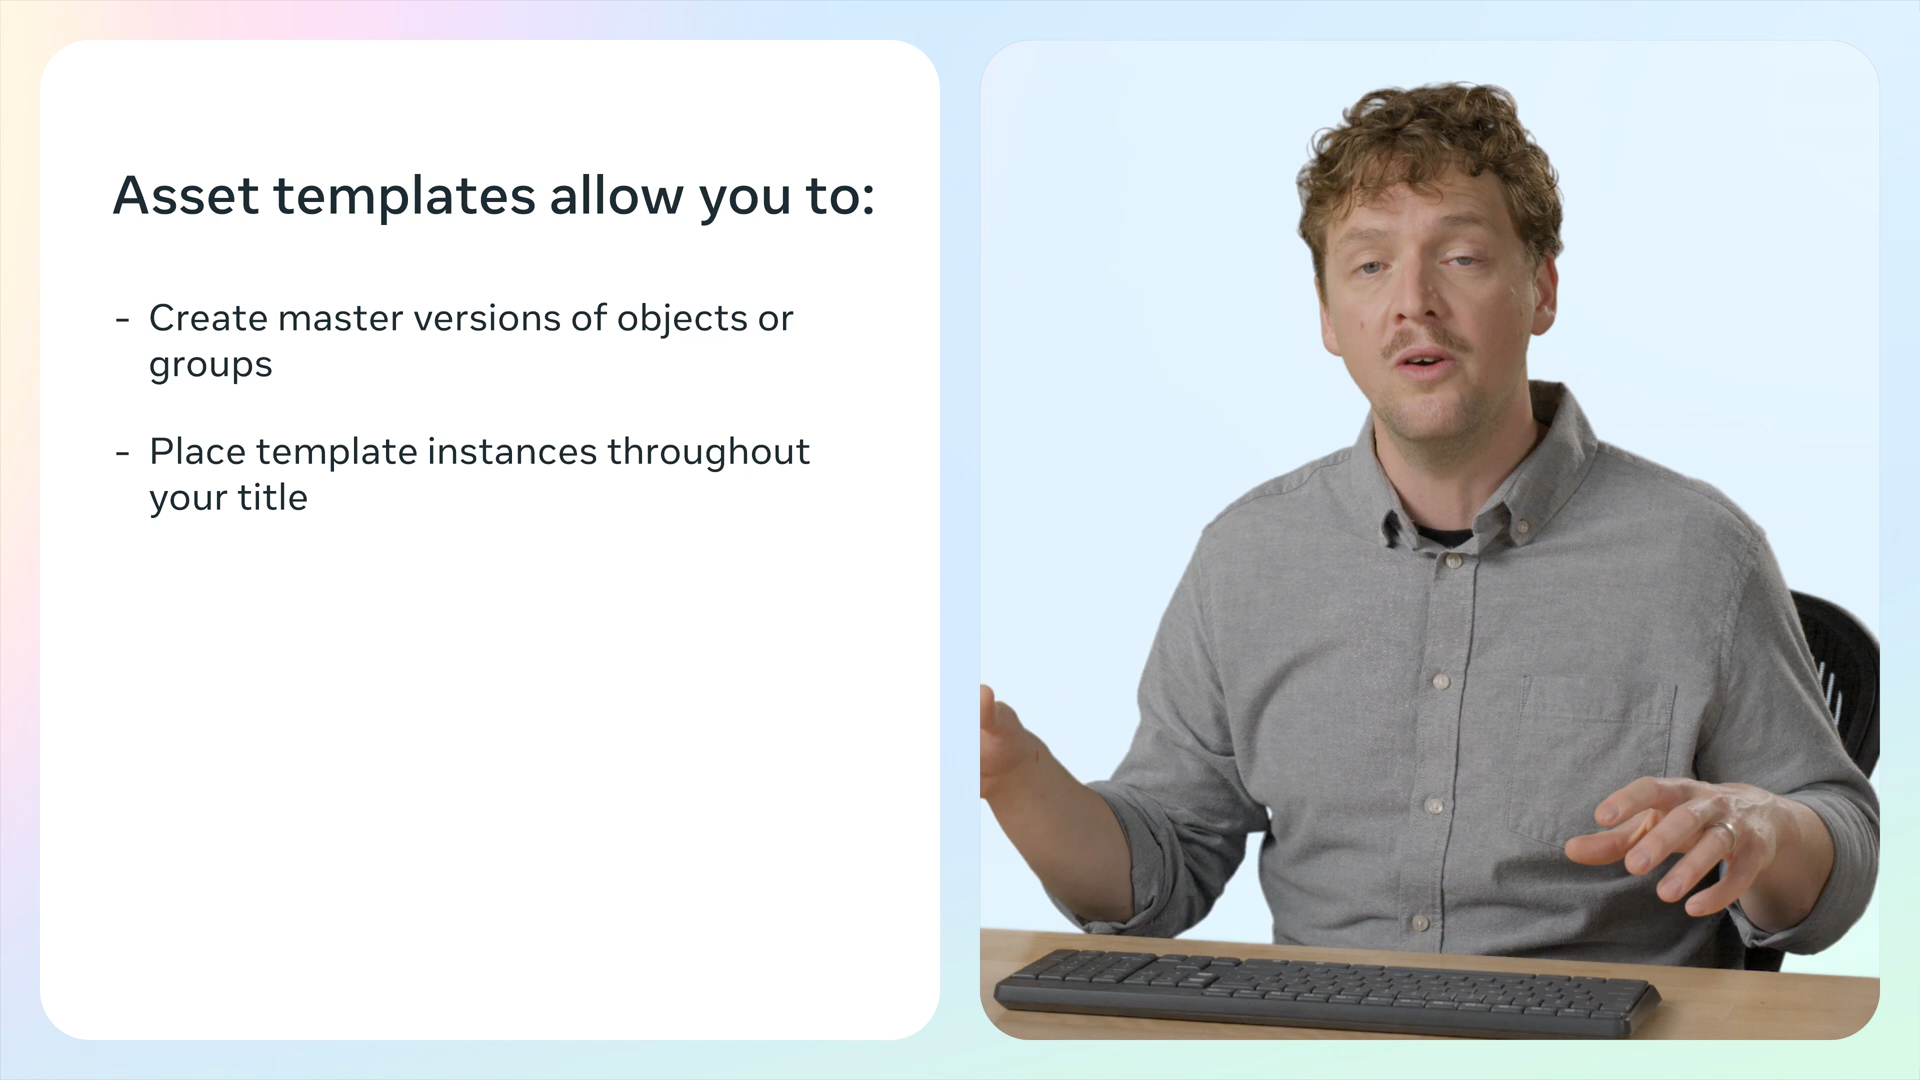 Asset templates allow you to:
- Create master versions of objects or
groups
- Place template instances throughout
your title